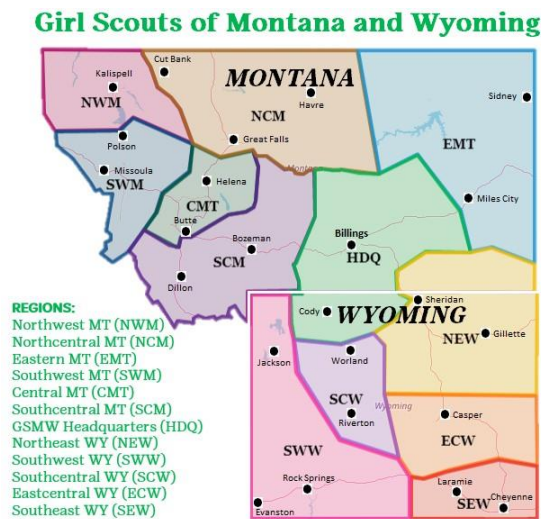 Girl Scouts of Montana and Wyoming
Cut Bank
Kalispell
MONTANA
NWM
Havre
Sidney
NCM
Great Falls
Polson
EMT
Montana
Missoula
Helena
SWM
CMT
Miles City
Butte
Billings
Bozeman
HDQ
SCM
Dillon
Sheridan
Cody
WYOMING
NEW
Gillette
Jackson
Worland
SCW
Wyoming
Riverton
Casper
ECW
SWW
Rock Springs
Laramie
Cheyenne
SEW
Evanston
REGIONS:
Northwest MT (NWM)
Northcentral MT (NCM)
Eastern MT (EMT)
Southwest MT (SWM)
Central MT (CMT)
Southcentral MT (SCM)
GSMW Headquarters (HDQ)
Northeast WY (NEW)
Southwest WY (SWW)
Southcentral WY (SCW)
Eastcentral WY (ECW)
Southeast WY (SEW)